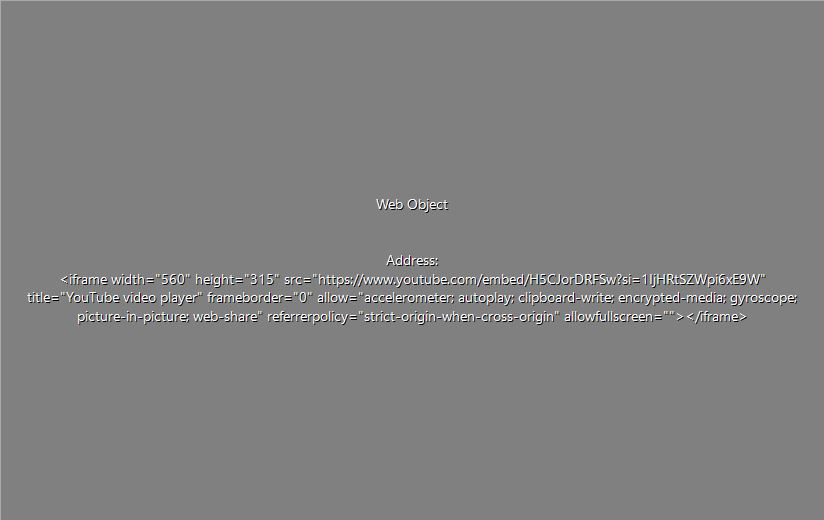 Web Object
Address:
<iframe width="560" height="315" src="https://www.youtube.com/embed/H5CJorDRFSw?si=1IjHRtSZWpi6xE9W"
title="YouTube video player" frameborder="0" allow="accelerometer; autoplay; clipboard-write; encrypted-media; gyroscope;
picture-in-picture; web-share" referrerpolicy="strict-origin-when-cross-origin" allowfullscreen=""></iframe>